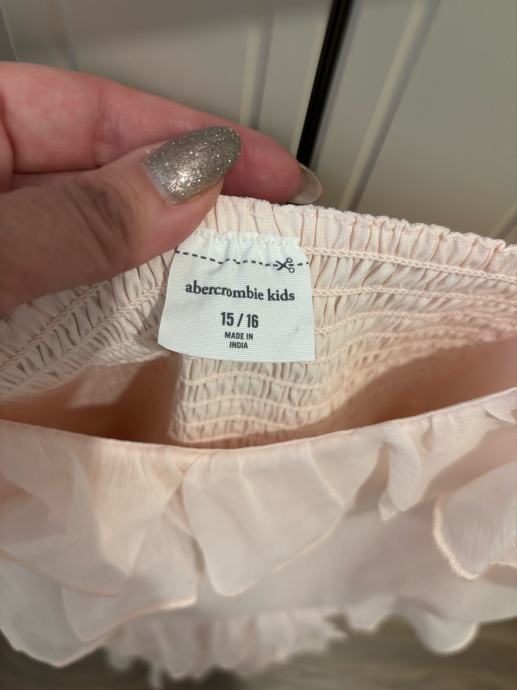 abercrombie kids
15 / 16
MADE IN
INDIA